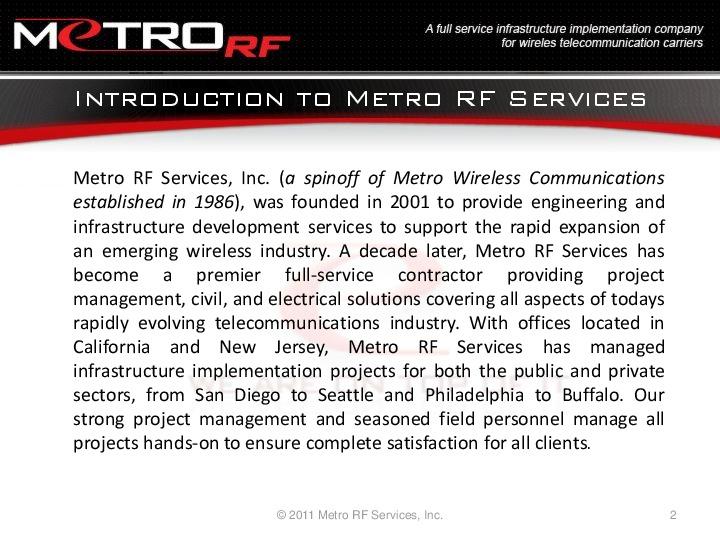 METRO RF
A full service infrastructure implementation company
for wireles telecommunication carriers
Introduction to Metro RF Services
Metro RF Services, Inc. (a spinoff of Metro Wireless Communications
established in 1986), was founded in 2001 to provide engineering and
infrastructure development services to support the rapid expansion of
an emerging wireless industry. A decade later, Metro RF Services has
become a premier full-service contractor providing project
management, civil, and electrical solutions covering all aspects of todays
rapidly evolving telecommunications industry. With offices located in
California and New Jersey, Metro RF Services has managed
infrastructure implementation projects for both the public and private
sectors, from San Diego to Seattle and Philadelphia to Buffalo. Our
strong project management and seasoned field personnel manage all
projects hands-on to ensure complete satisfaction for all clients.
WE ARE ON TOP OF IT
© 2011 Metro RF Services, Inc.
2